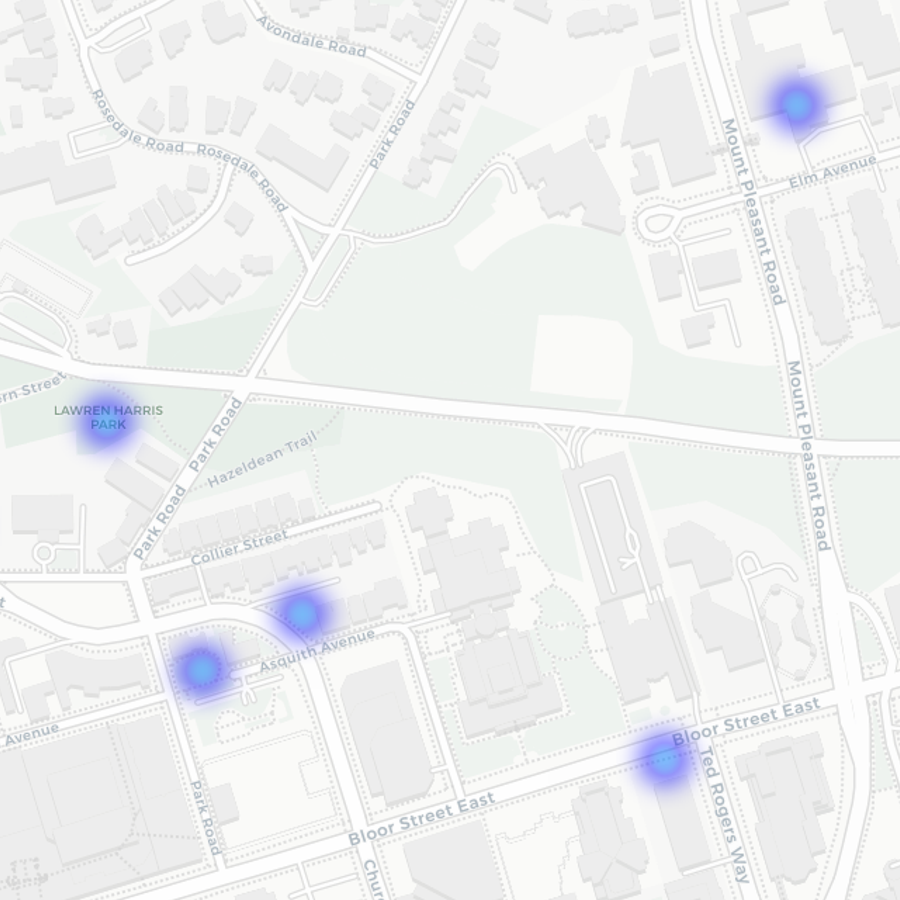 Avondale Road
Rosedale Road
Rosedale Road
Park Road
Mount Pleasant Road
Elm Avenue
LAWREN HARRIS
PARK
Park Road
Hazeldean Trail
Mount Pleasant Road
Park Road
Collier Street
Asquith Avenue
Avenue
Park Road
Bloor Street East
Bloor Street East
Ted Rogers Way